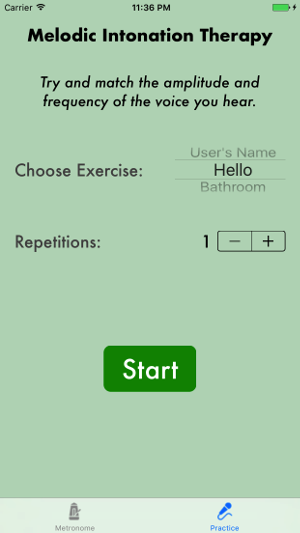 Carrier 11:36 PM
Melodic Intonation Therapy
Try and match the amplitude and
frequency of the voice you hear.
User's Name
Choose Exercise: Hello
Bathroom
Repetitions: 1 − +
Start
Metronome Practice